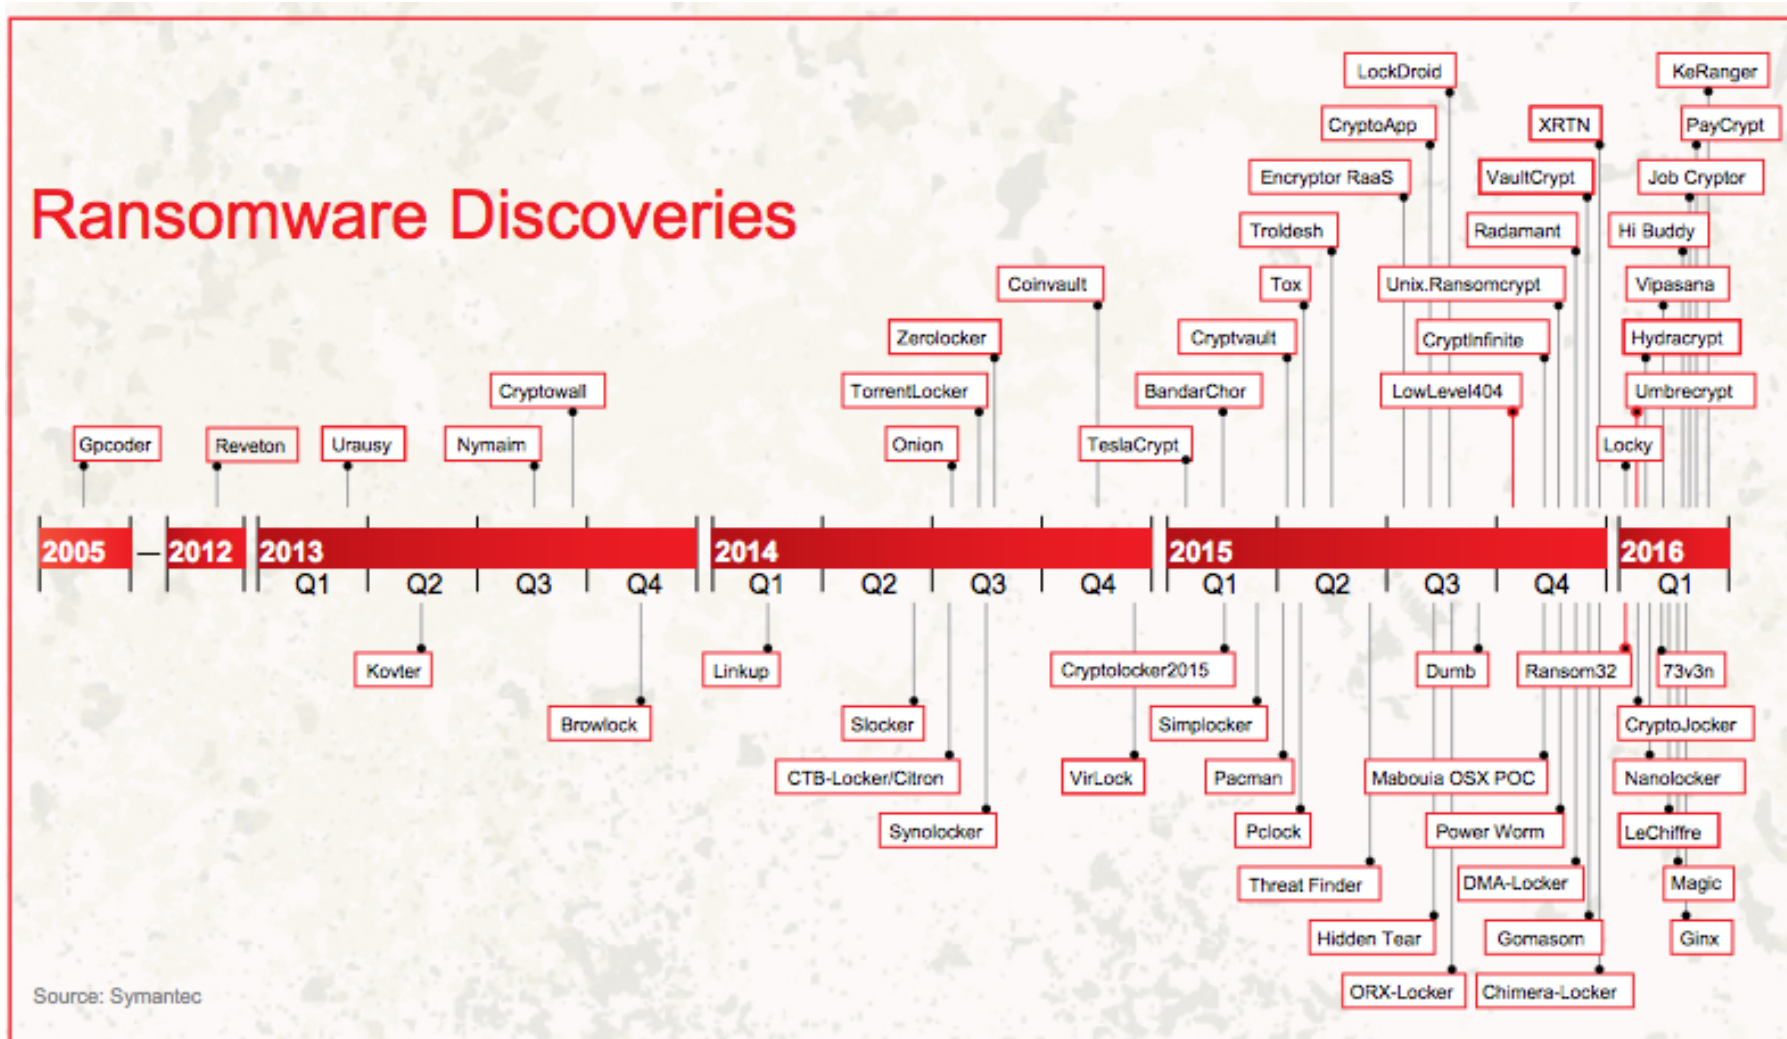 LockDroid
KeRanger
CryptoApp
XRTN
PayCrypt
Encryptor RaaS
VaultCrypt
Job Cryptor
Ransomware Discoveries
Troldesh
Radamant
Hi Buddy
Coinvault
Tox
Unix.Ransomcrypt
Vipasana
Zerolocker
Cryptvault
CryptInfinite
Hydracrypt
Cryptowall
TorrentLocker
BandarChor
LowLevel404
Umbrecrypt
Gpcoder
Reveton
Urausy
Nymaim
Onion
TeslaCrypt
Locky
2005 — 2012 2013 2014 2015 2016
Q1 Q2 Q3 Q4 Q1 Q2 Q3 Q4 Q1 Q2 Q3 Q4 Q1
Kovter
Linkup
Cryptolocker2015
Dumb
Ransom32
73v3n
Browlock
Slocker
Simplocker
CryptoJocker
CTB-Locker/Citron
VirLock
Pacman
Mabouia OSX POC
Nanolocker
Synolocker
Pclock
Power Worm
LeChiffre
Threat Finder
DMA-Locker
Magic
Hidden Tear
Gomasom
Ginx
Source: Symantec
ORX-Locker
Chimera-Locker